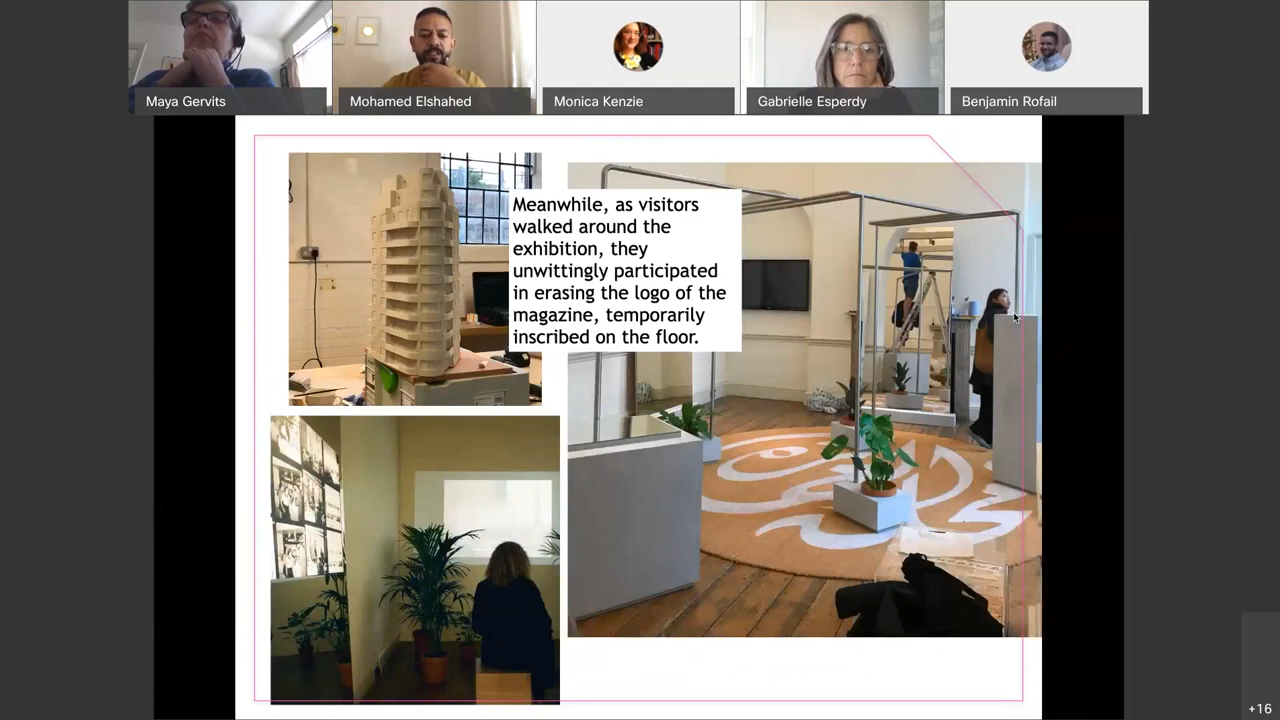 Maya Gervits
Mohamed Elshahed
Monica Kenzie
Gabrielle Esperdy
Benjamin Rofail
Meanwhile, as visitors
walked around the
exhibition, they
unwittingly participated
in erasing the logo of the
magazine, temporarily
inscribed on the floor.
+16